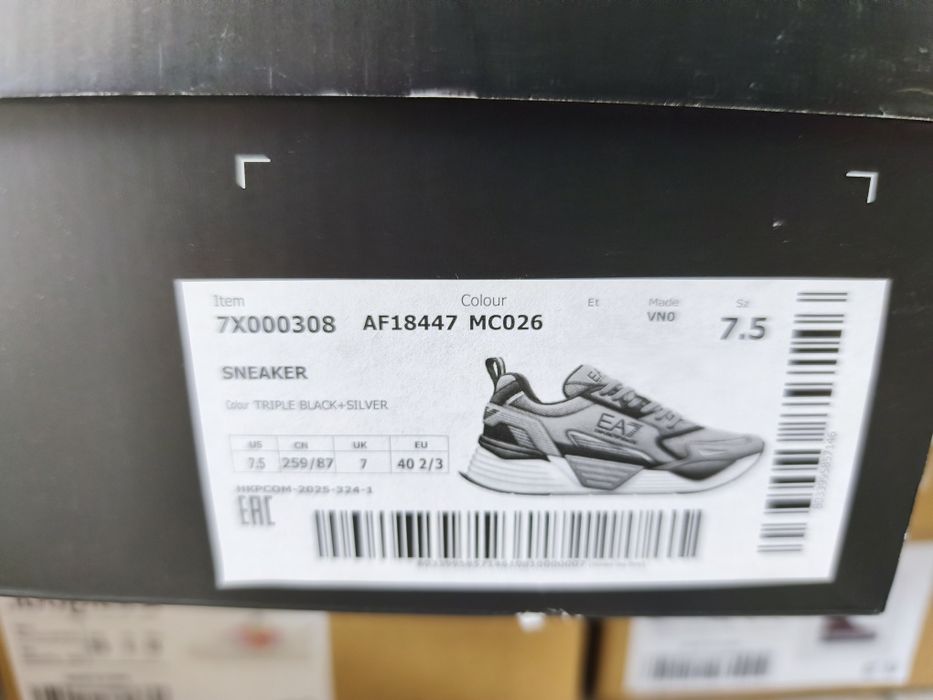 Item Colour Et Made Sz
7X000308 AF18447 MC026 VN0 7.5
SNEAKER
Colour TRIPLE BLACK+SILVER
US CN UK EU
7.5 259/87 7 40 2/3
HKPCOM-2025-324-1
EAC
EA7